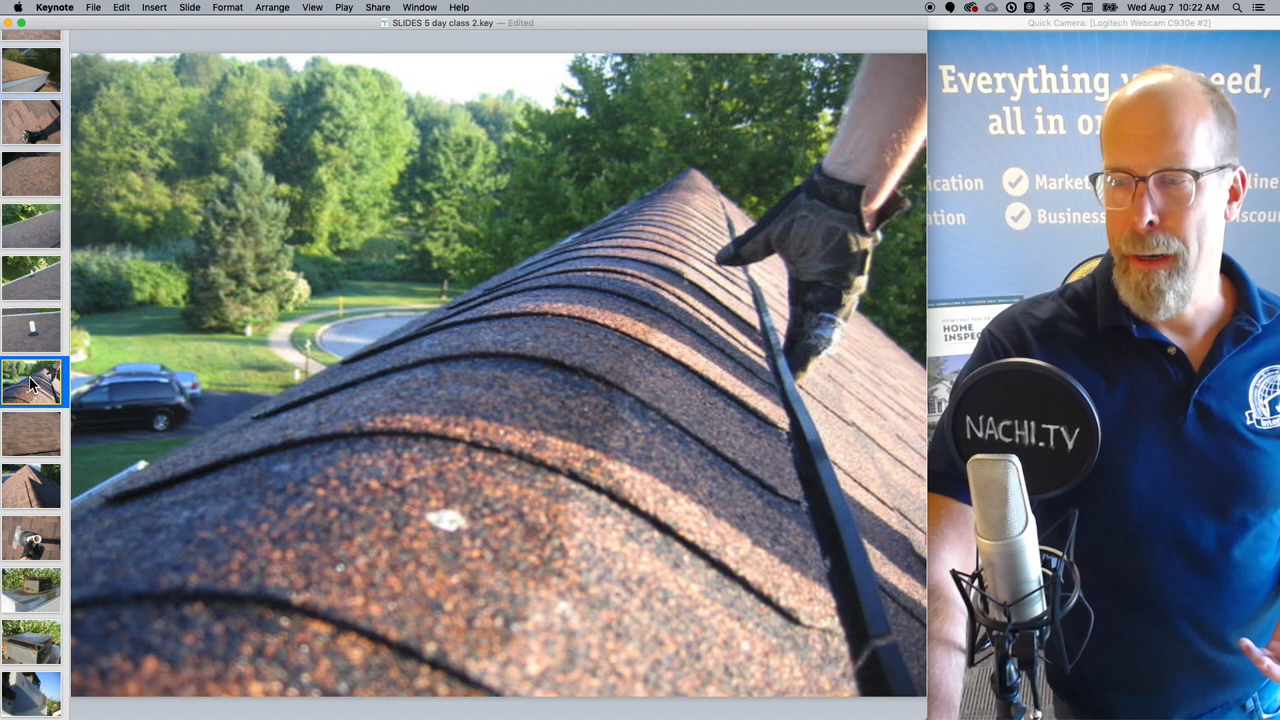 Keynote File Edit Insert Slide Format Arrange View Play Share Window Help
Wed Aug 7 10:22 AM
SLIDES 5 day class 2.key — Edited
Quick Camera: [Logitech Webcam C930e #2]
Everything need,
all in
Market
Business
HOME
NACHI.TV